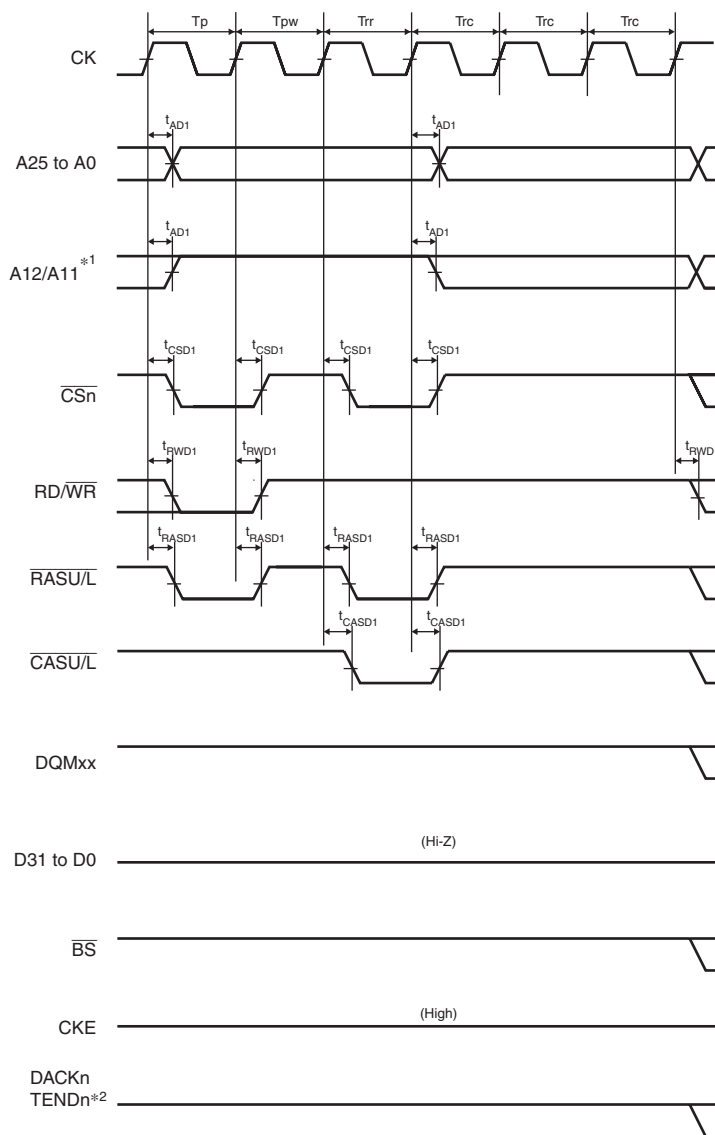 Tp Tpw Trr Trc Trc Trc
CK
tAD1 tAD1
A25 to A0
tAD1 tAD1
A12/A11*1
tCSD1 tCSD1 tCSD1 tCSD1
CSn
tRWD1 tRWD1 tRWD
RD/WR
tRASD1 tRASD1 tRASD1 tRASD1
RASU/L
tCASD1 tCASD1
CASU/L
DQMxx
(Hi-Z)
D31 to D0
BS
(High)
CKE
DACKn
TENDn*2